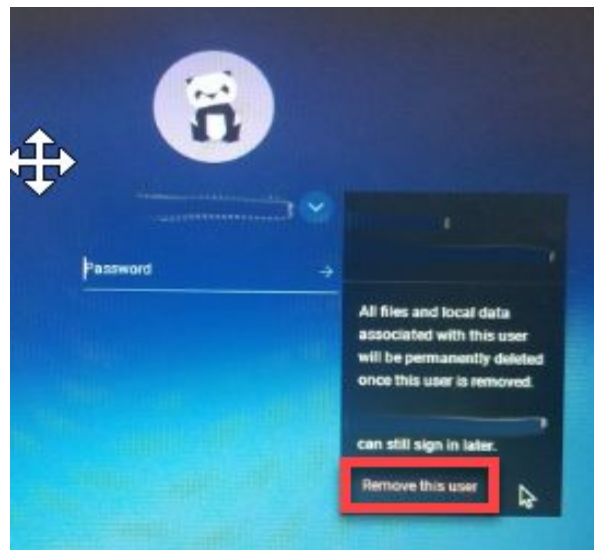 Password
All files and local data
associated with this user
will be permanently deleted
once this user is removed.
can still sign in later.
Remove this user